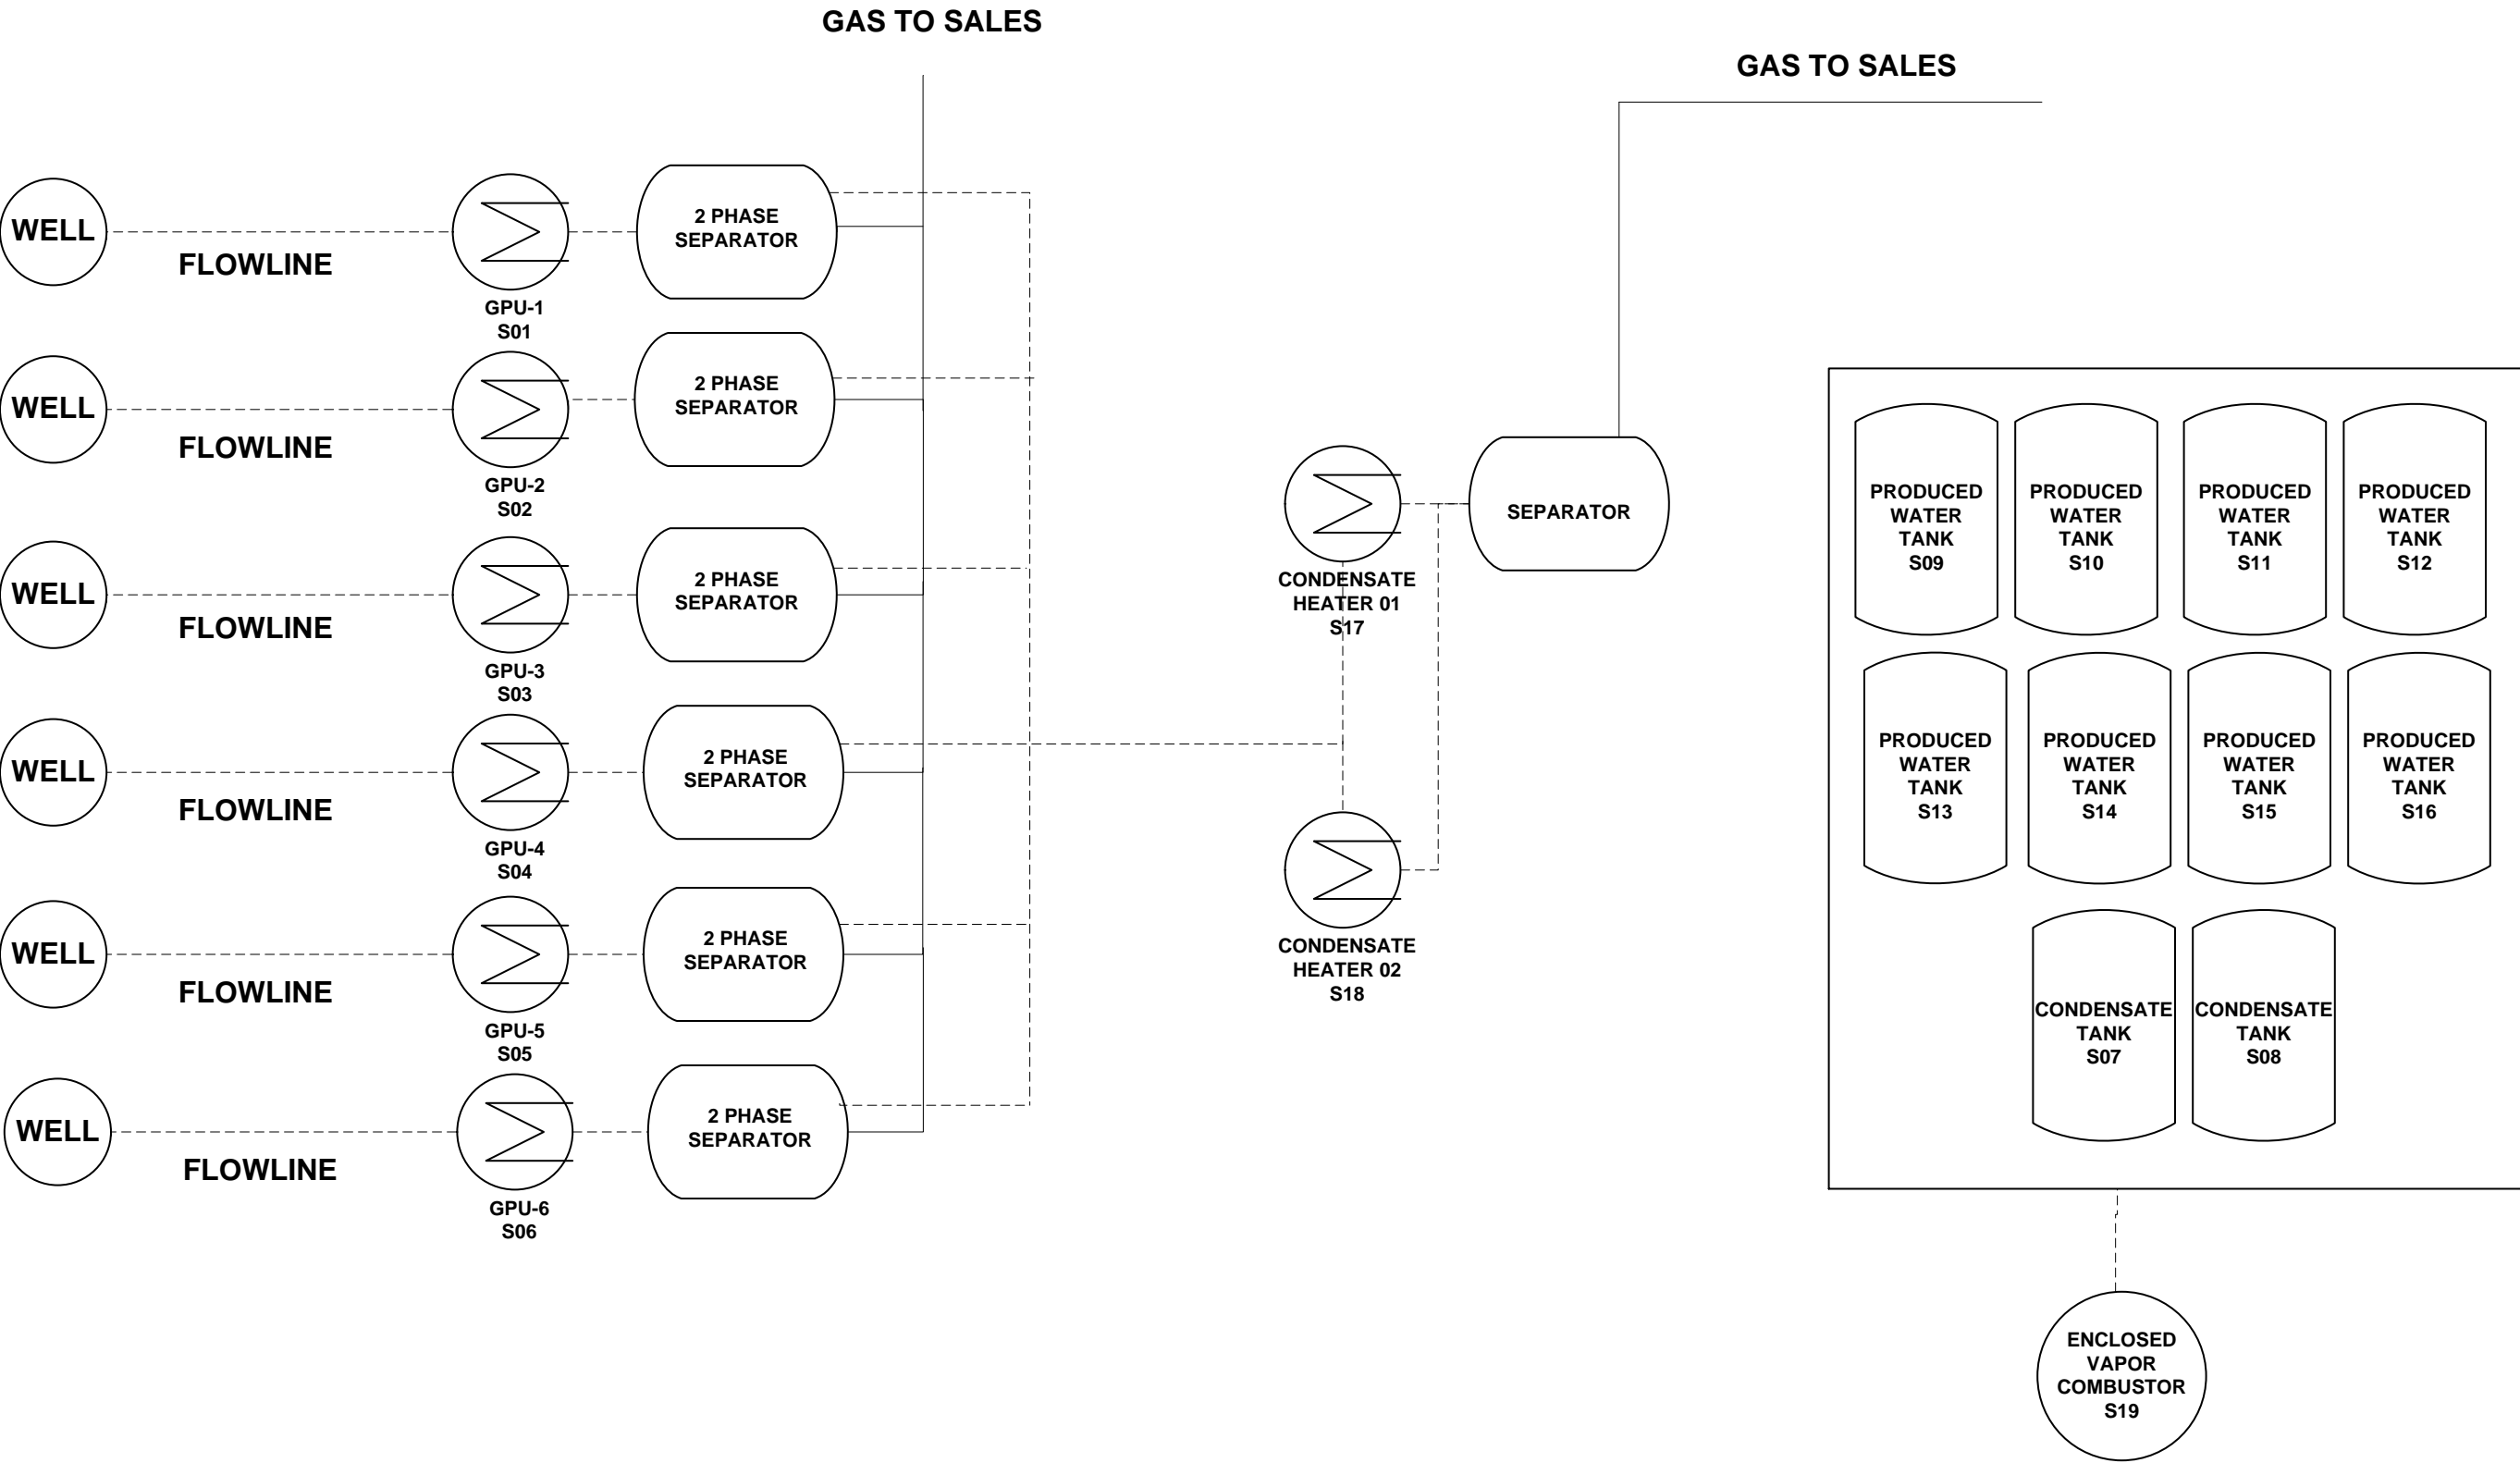 GAS TO SALES
GAS TO SALES
WELL
FLOWLINE
GPU-1
S01
2 PHASE
SEPARATOR
WELL
FLOWLINE
GPU-2
S02
2 PHASE
SEPARATOR
WELL
FLOWLINE
GPU-3
S03
2 PHASE
SEPARATOR
WELL
FLOWLINE
GPU-4
S04
2 PHASE
SEPARATOR
WELL
FLOWLINE
GPU-5
S05
2 PHASE
SEPARATOR
WELL
FLOWLINE
GPU-6
S06
2 PHASE
SEPARATOR
CONDENSATE
HEATER 01
S17
CONDENSATE
HEATER 02
S18
SEPARATOR
PRODUCED
WATER
TANK
S09
PRODUCED
WATER
TANK
S10
PRODUCED
WATER
TANK
S11
PRODUCED
WATER
TANK
S12
PRODUCED
WATER
TANK
S13
PRODUCED
WATER
TANK
S14
PRODUCED
WATER
TANK
S15
PRODUCED
WATER
TANK
S16
CONDENSATE
TANK
S07
CONDENSATE
TANK
S08
ENCLOSED
VAPOR
COMBUSTOR
S19